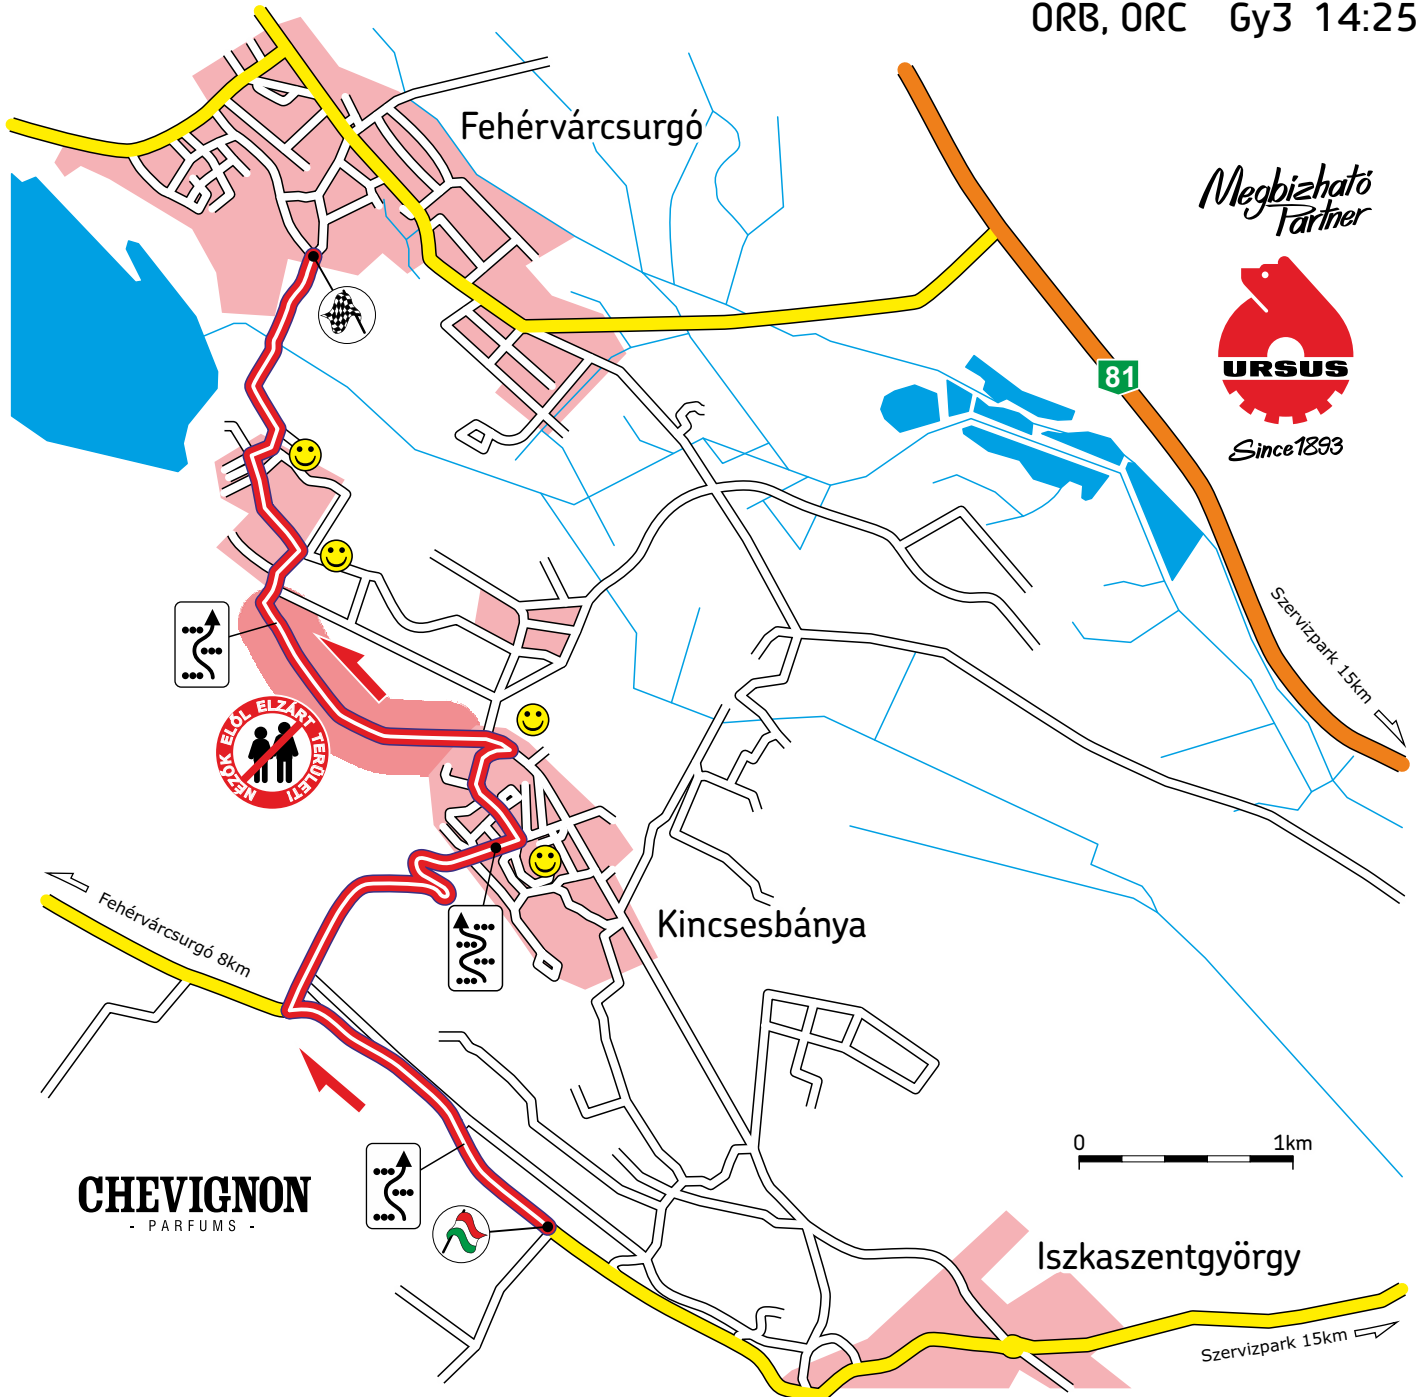 ORB, ORC Gy3 14:25
Fehérvárcsurgó
Megbízható
Partner
81
URSUS
Since 1893
Szervizpark 15km
NÉZŐK ELŐL ELZÁRT TERÜLET!
Kincsesbánya
Fehérvárcsurgó 8km
0 1km
CHEVIGNON
- PARFUMS -
Iszkaszentgyörgy
Szervizpark 15km